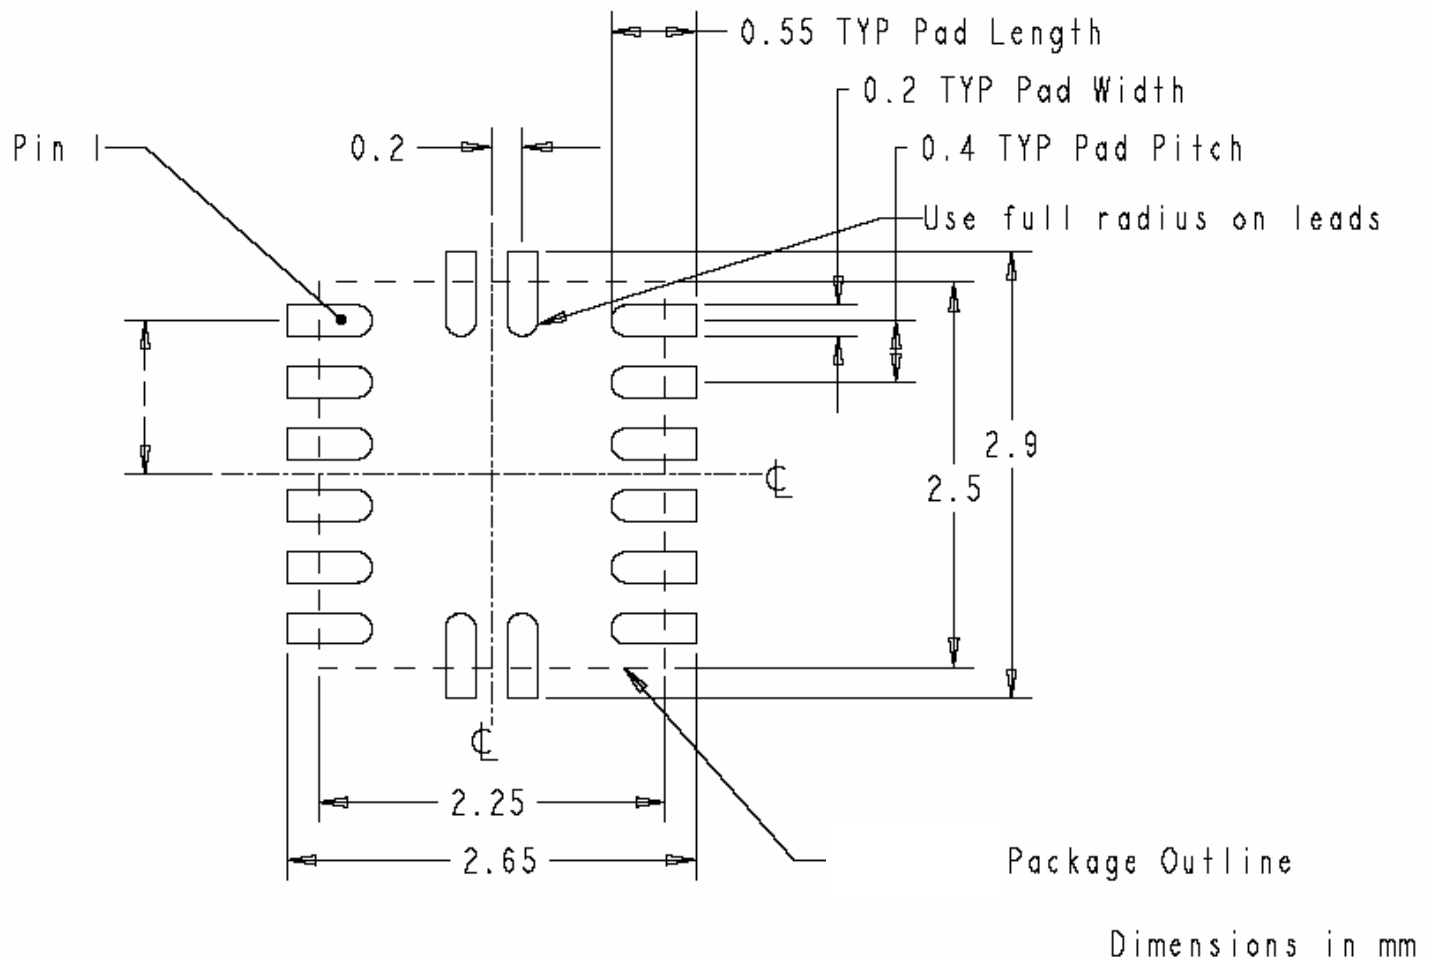 0.55 TYP Pad Length
0.2 TYP Pad Width
Pin 1
0.2
0.4 TYP Pad Pitch
Use full radius on leads
2.9
2.5
℄
℄
2.25
2.65
Package Outline
Dimensions in mm